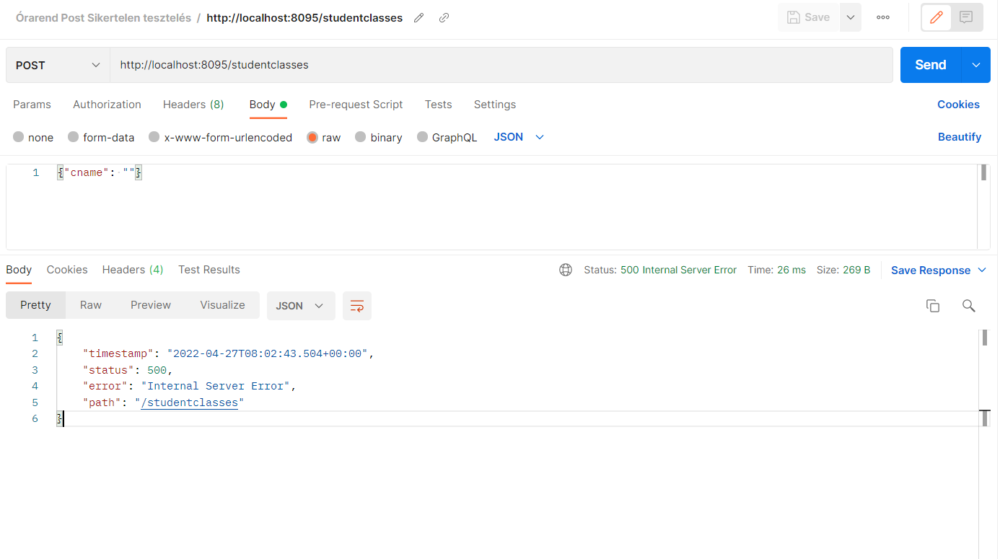 Órarend Post Sikertelen tesztelés / http://localhost:8095/studentclasses Save
POST http://localhost:8095/studentclasses Send
Params Authorization Headers (8) Body Pre-request Script Tests Settings Cookies
none form-data x-www-form-urlencoded raw binary GraphQL JSON Beautify
1 {"cname": ""}
Body Cookies Headers (4) Test Results Status: 500 Internal Server Error Time: 26 ms Size: 269 B Save Response
Pretty Raw Preview Visualize JSON
1 {
2 "timestamp": "2022-04-27T08:02:43.504+00:00",
3 "status": 500,
4 "error": "Internal Server Error",
5 "path": "/studentclasses"
6 }